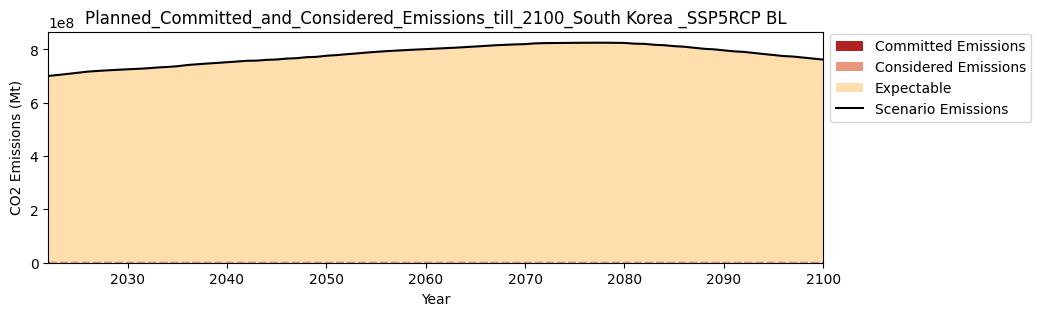 Planned_Committed_and_Considered_Emissions_till_2100_South Korea _SSP5RCP BL
1e8
8
6
4
2
0
CO2 Emissions (Mt)
2030 2040 2050 2060 2070 2080 2090 2100
Year
Committed Emissions
Considered Emissions
Expectable
Scenario Emissions